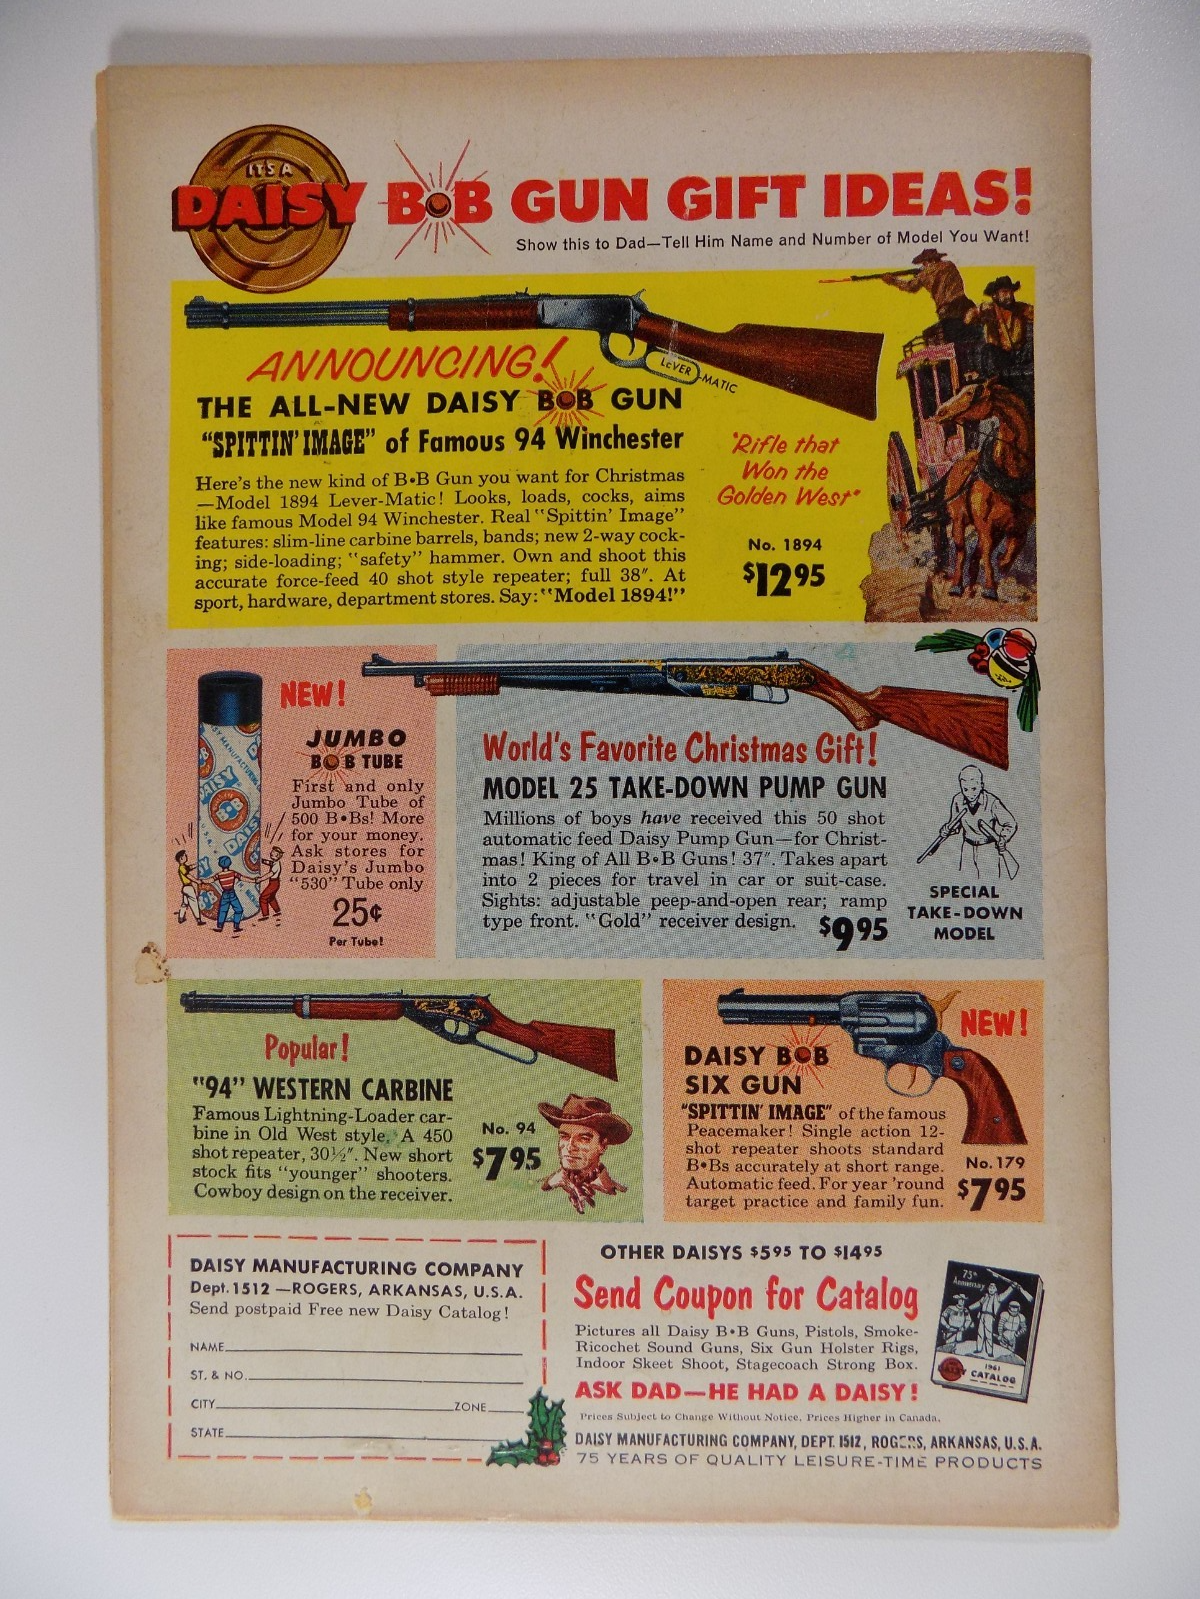 IT'S A
DAISY B•B GUN GIFT IDEAS!
Show this to Dad—Tell Him Name and Number of Model You Want!
LEVER-MATIC
ANNOUNCING!
THE ALL-NEW DAISY B•B GUN
"SPITTIN' IMAGE" of Famous 94 Winchester
Here's the new kind of B•B Gun you want for Christmas
—Model 1894 Lever-Matic! Looks, loads, cocks, aims
like famous Model 94 Winchester. Real "Spittin' Image"
features: slim-line carbine barrels, bands; new 2-way cock-
ing; side-loading; "safety" hammer. Own and shoot this
accurate force-feed 40 shot style repeater; full 38". At
sport, hardware, department stores. Say: "Model 1894!"
"Rifle that
Won the
Golden West"
No. 1894
$1295
NEW!
JUMBO
B•B TUBE
First and only
Jumbo Tube of
500 B•Bs! More
for your money.
Ask stores for
Daisy's Jumbo
"530" Tube only
25¢
Per Tube!
World's Favorite Christmas Gift!
MODEL 25 TAKE-DOWN PUMP GUN
Millions of boys have received this 50 shot
automatic feed Daisy Pump Gun—for Christ-
mas! King of All B•B Guns! 37". Takes apart
into 2 pieces for travel in car or suit-case.
Sights: adjustable peep-and-open rear; ramp
type front. "Gold" receiver design.
$995
SPECIAL
TAKE-DOWN
MODEL
Popular!
"94" WESTERN CARBINE
Famous Lightning-Loader car-
bine in Old West style. A 450
shot repeater, 30½". New short
stock fits "younger" shooters.
Cowboy design on the receiver.
No. 94
$795
NEW!
DAISY B•B
SIX GUN
"SPITTIN' IMAGE" of the famous
Peacemaker! Single action 12-
shot repeater shoots standard
B•Bs accurately at short range.
Automatic feed. For year 'round
target practice and family fun.
No. 179
$795
DAISY MANUFACTURING COMPANY
Dept. 1512—ROGERS, ARKANSAS, U.S.A.
Send postpaid Free new Daisy Catalog!
NAME
ST. & NO.
CITY ZONE
STATE
OTHER DAISYS $595 TO $1495
Send Coupon for Catalog
Pictures all Daisy B•B Guns, Pistols, Smoke-
Ricochet Sound Guns, Six Gun Holster Rigs,
Indoor Skeet Shoot, Stagecoach Strong Box.
ASK DAD—HE HAD A DAISY!
75th
Anniversary
DAISY
1961
CATALOG
Prices Subject to Change Without Notice. Prices Higher in Canada.
DAISY MANUFACTURING COMPANY, DEPT. 1512, ROGERS, ARKANSAS, U.S.A.
75 YEARS OF QUALITY LEISURE-TIME PRODUCTS